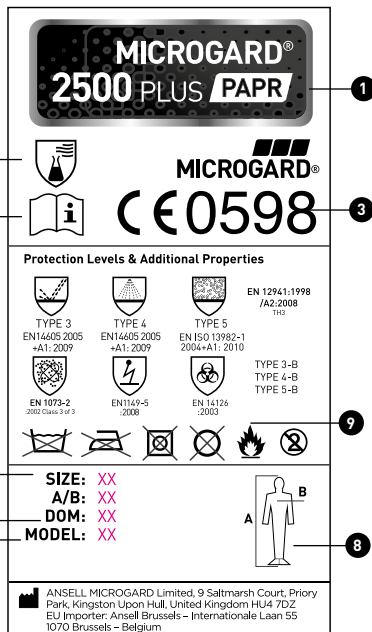 MICROGARD®
2500 PLUS PAPR
1
MICROGARD®
CE0598
3
Protection Levels & Additional Properties
TYPE 3
EN14605 2005
+A1: 2009
TYPE 4
EN14605 2005
+A1: 2009
TYPE 5
EN ISO 13982-1
2004+A1: 2010
EN 12941:1998
/A2:2008
TH3
EN 1073-2
:2002 Class 3 of 3
EN1149-5
:2008
EN 14126
:2003
TYPE 3-B
TYPE 4-B
TYPE 5-B
9
2
SIZE: XX
A/B: XX
DOM: XX
MODEL: XX
A
B
8
ANSELL MICROGARD Limited, 9 Saltmarsh Court, Priory
Park, Kingston Upon Hull, United Kingdom HU4 7DZ
EU Importer: Ansell Brussels – Internationale Laan 55
1070 Brussels – Belgium